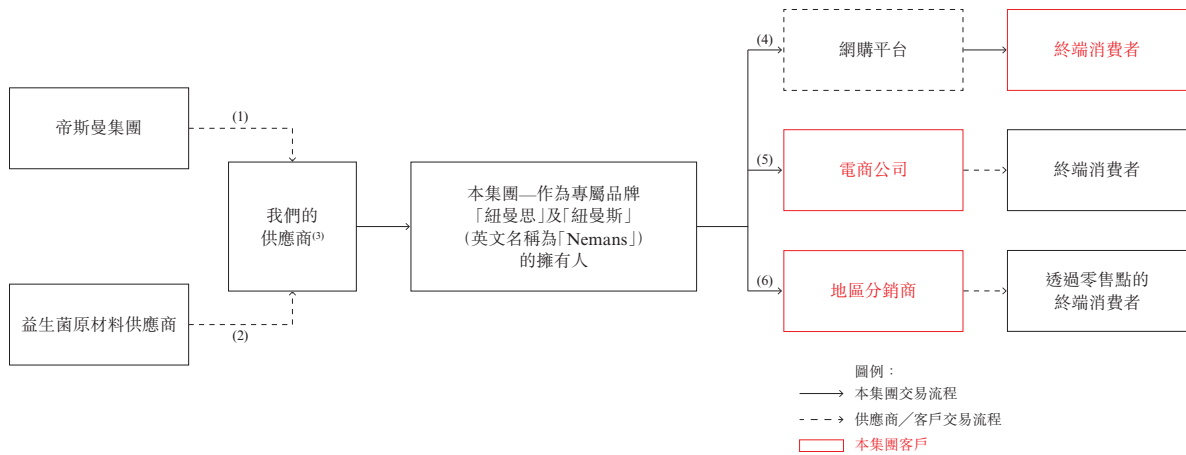 帝斯曼集團
(1)
益生菌原材料供應商
(2)
我們的
供應商(3)
本集團—作為專屬品牌
「紐曼思」及「紐曼斯」
(英文名稱為「Nemans」)
的擁有人
(4)
網購平台
終端消費者
(5)
電商公司
終端消費者
(6)
地區分銷商
透過零售點的
終端消費者
圖例：
本集團交易流程
供應商／客戶交易流程
本集團客戶